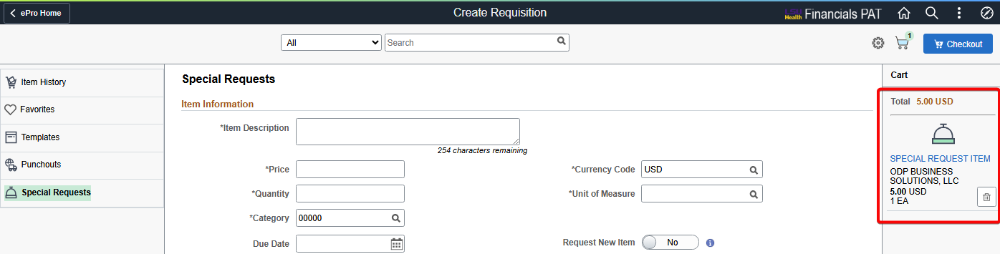 ePro Home
Create Requisition
LSU Health Financials PAT
All
Search
1
Checkout
Item History
Favorites
Templates
Punchouts
Special Requests
Special Requests
Item Information
*Item Description
254 characters remaining
*Price
*Currency Code USD
*Quantity
*Unit of Measure
*Category 00000
Due Date
Request New Item No
Cart
Total 5.00 USD
SPECIAL REQUEST ITEM
ODP BUSINESS
SOLUTIONS, LLC
5.00 USD
1 EA